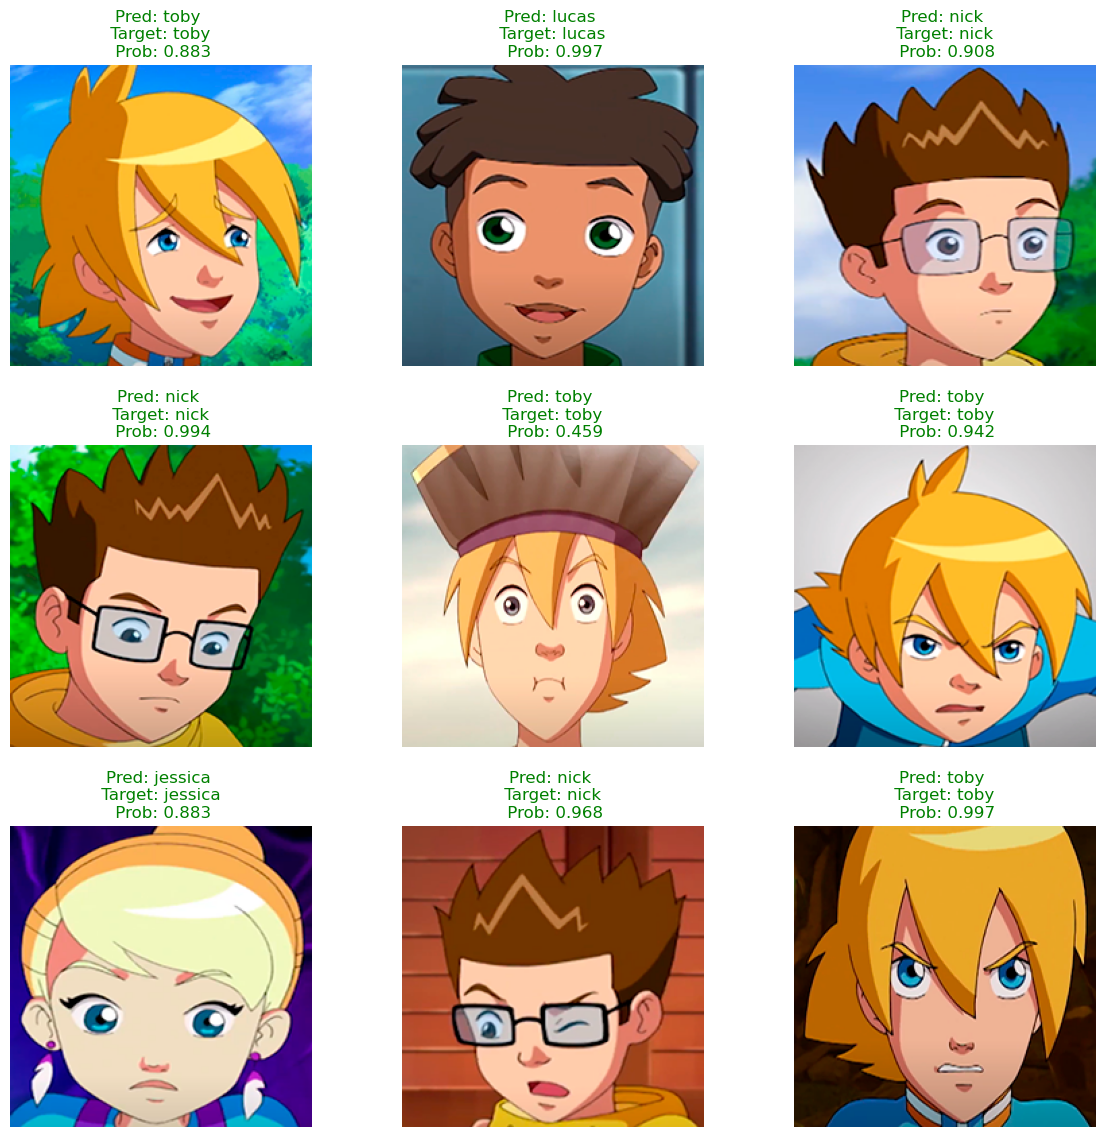 Pred: toby
Target: toby
Prob: 0.883
Pred: lucas
Target: lucas
Prob: 0.997
Pred: nick
Target: nick
Prob: 0.908
Pred: nick
Target: nick
Prob: 0.994
Pred: toby
Target: toby
Prob: 0.459
Pred: toby
Target: toby
Prob: 0.942
Pred: jessica
Target: jessica
Prob: 0.883
Pred: nick
Target: nick
Prob: 0.968
Pred: toby
Target: toby
Prob: 0.997